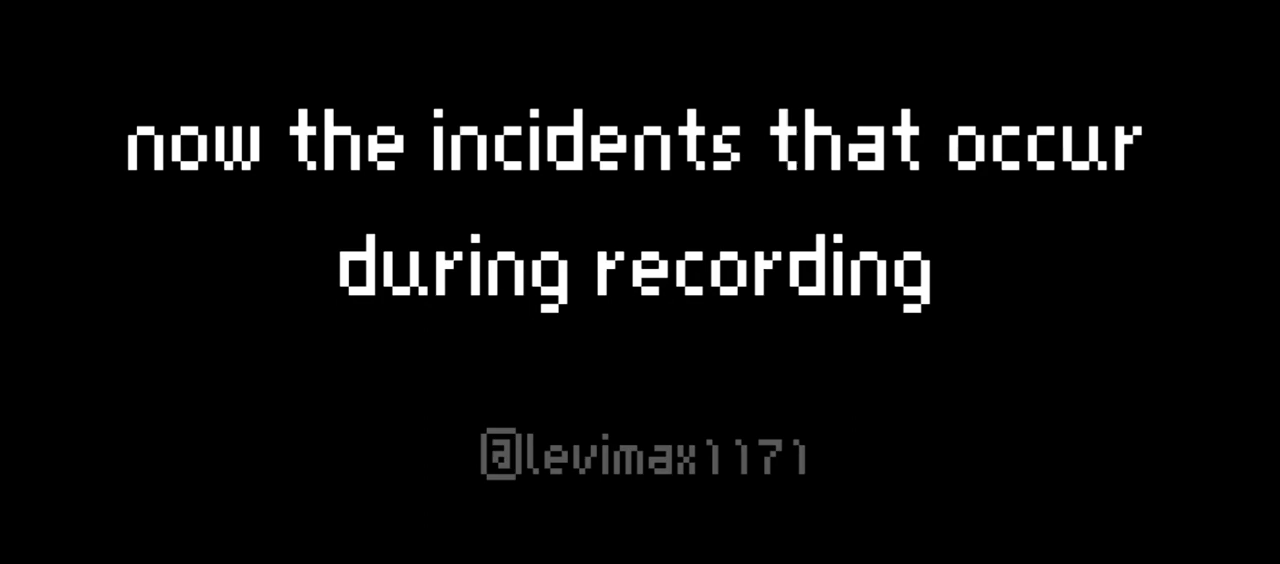 now the incidents that occur
during recording
@levimax1171